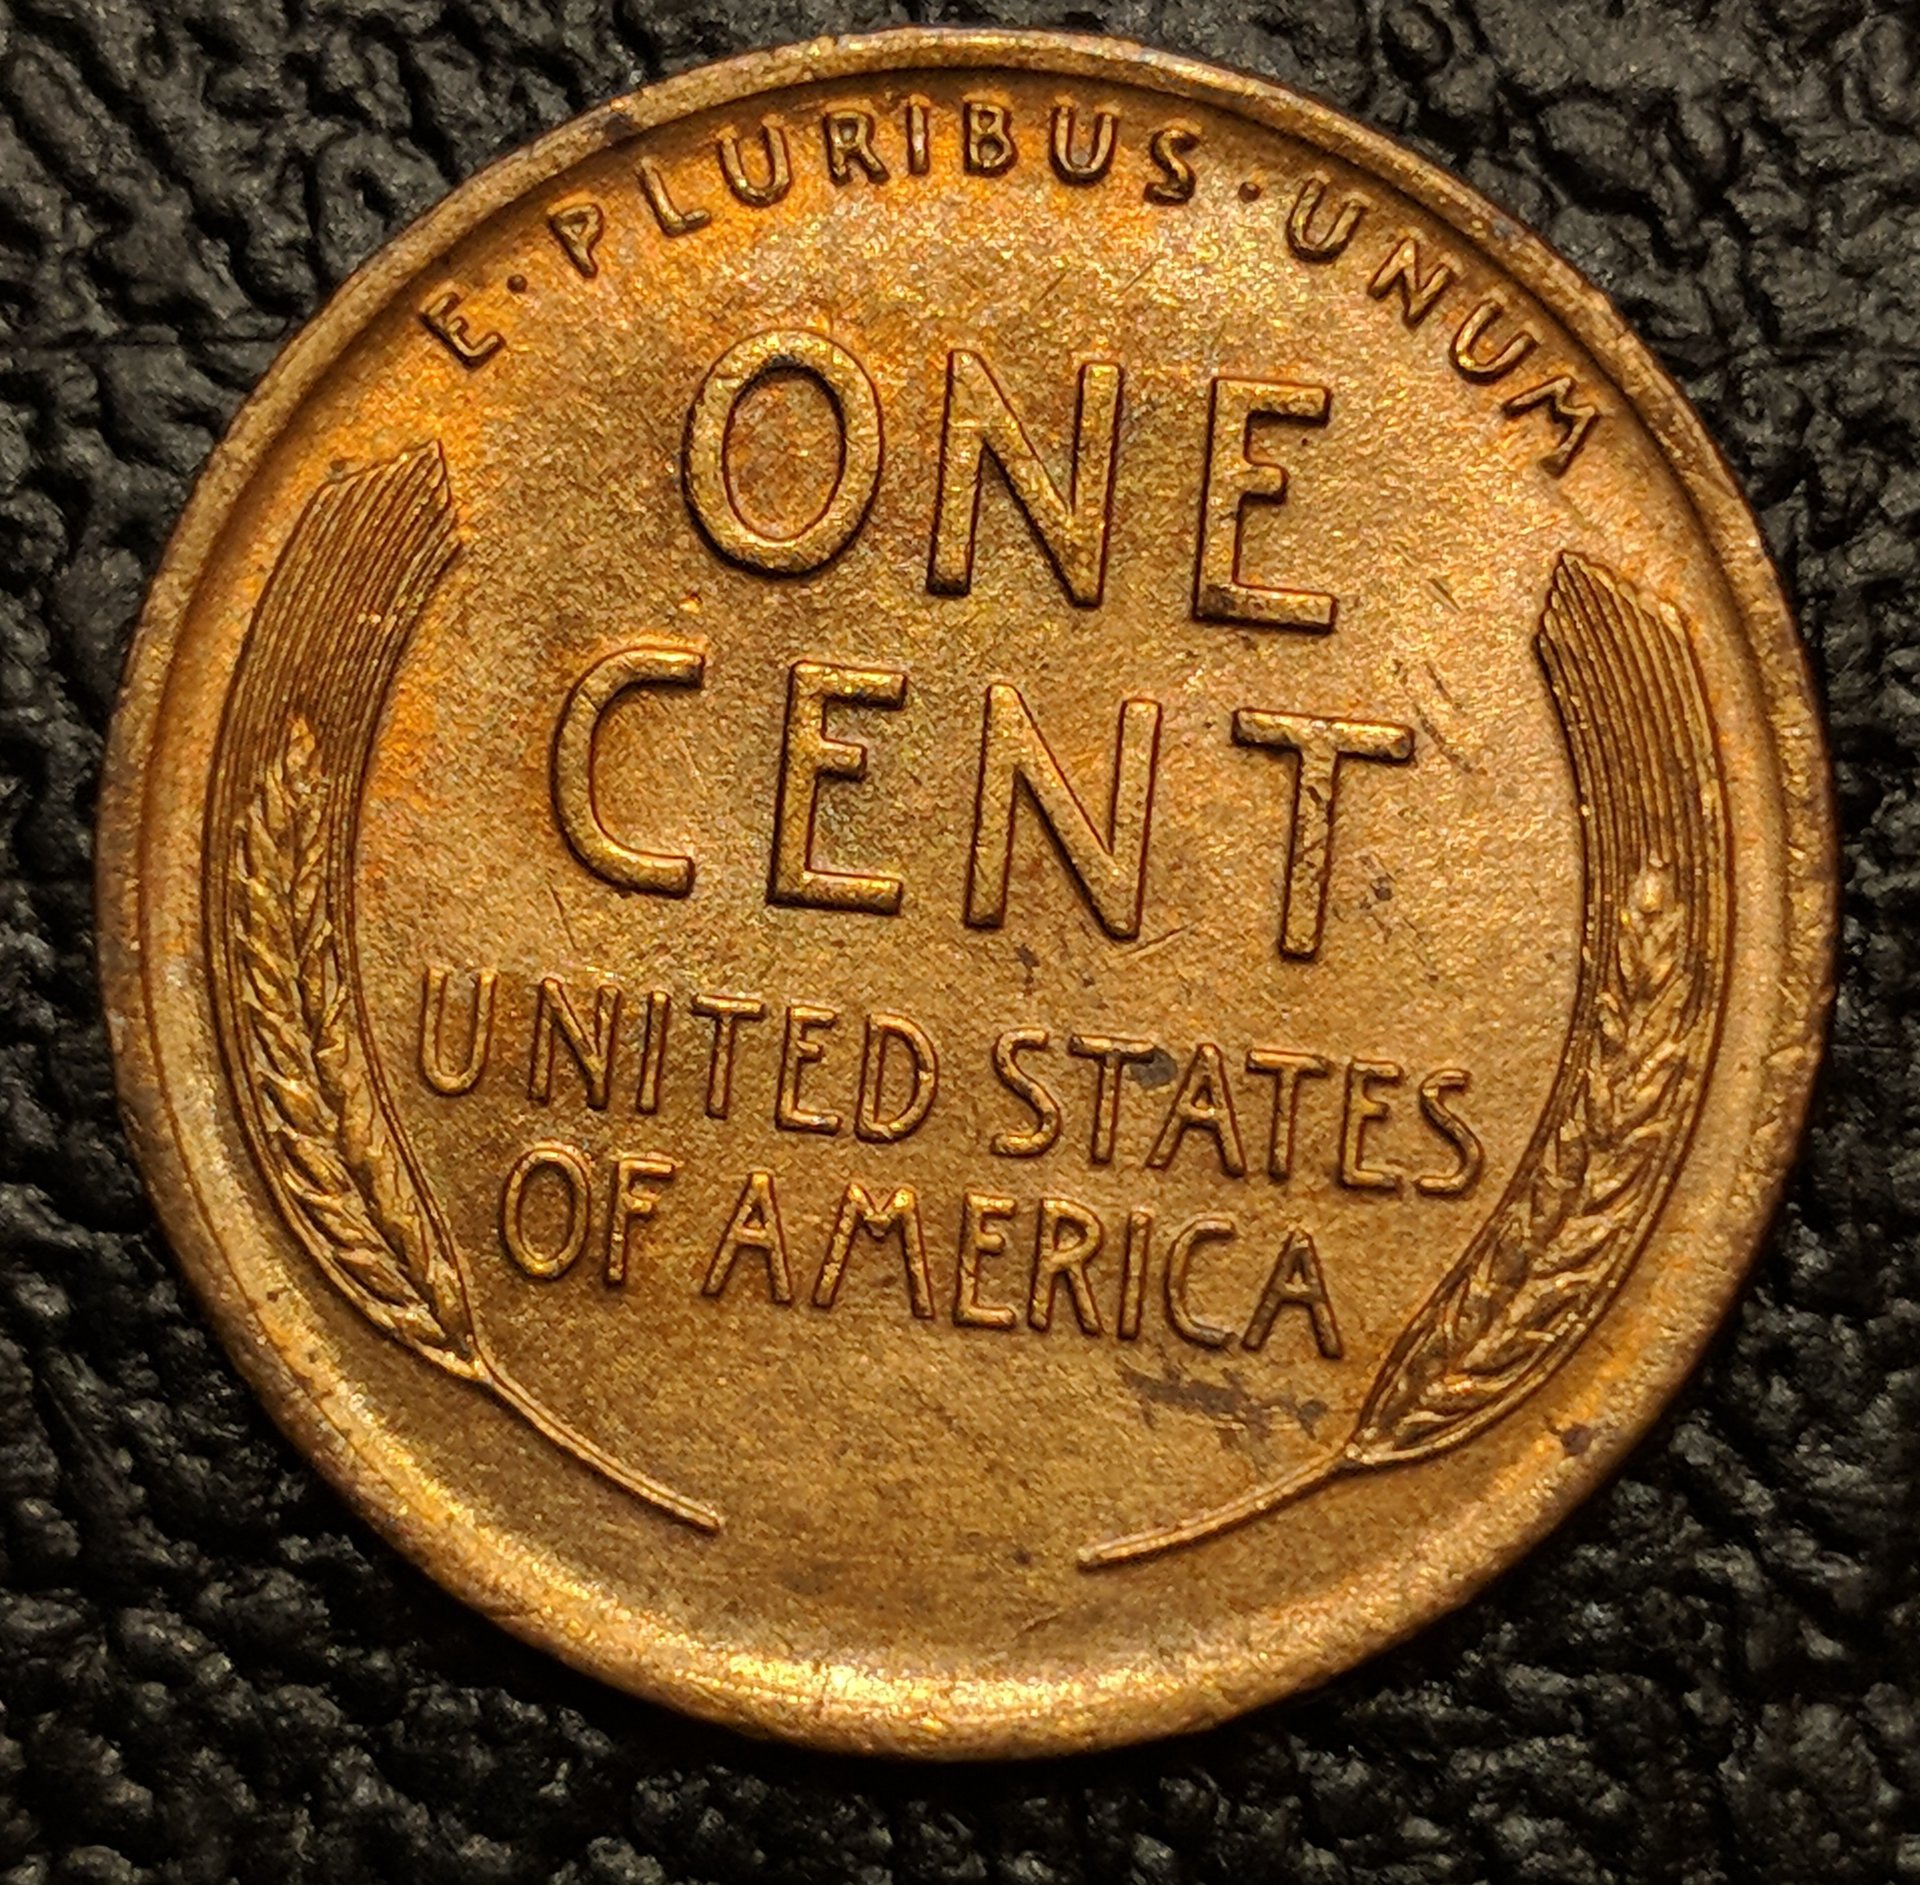 E·PLURIBUS·UNUM
ONE
CENT
UNITED STATES
OF AMERICA